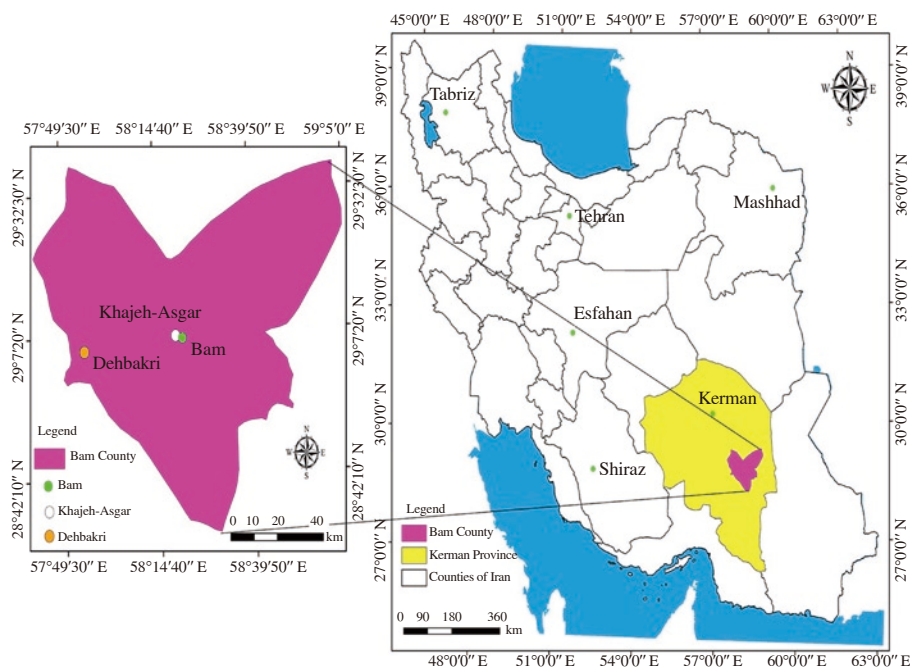 57°49′30″ E 58°14′40″ E 58°39′50″ E 59°5′0″ E
29°32′30″ N
29°7′20″ N
28°42′10″ N
Khajeh-Asgar
Bam
Dehbakri
Legend
Bam County
Bam
Khajeh-Asgar
Dehbakri
N
W E
S
0 10 20 40
km
29°32′30″ N
29°7′20″ N
28°42′10″ N
57°49′30″ E 58°14′40″ E 58°39′50″ E
45°0′0″ E 48°0′0″ E 51°0′0″ E 54°0′0″ E 57°0′0″ E 60°0′0″ E 63°0′0″ E
39°0′0″ N
36°0′0″ N
33°0′0″ N
30°0′0″ N
27°0′0″ N
N
W E
S
Tabriz
Tehran
Mashhad
Esfahan
Kerman
Shiraz
Legend
Bam County
Kerman Province
Counties of Iran
0 90 180 360
km
39°0′0″ N
36°0′0″ N
33°0′0″ N
30°0′0″ N
27°0′0″ N
48°0′0″ E 51°0′0″ E 54°0′0″ E 57°0′0″ E 60°0′0″ E 63°0′0″ E